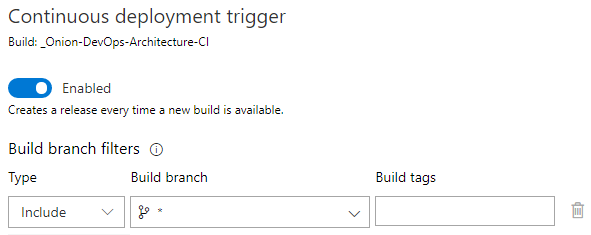 Continuous deployment trigger
Build: _Onion-DevOps-Architecture-CI
Enabled
Creates a release every time a new build is available.
Build branch filters
Type Build branch Build tags
Include *